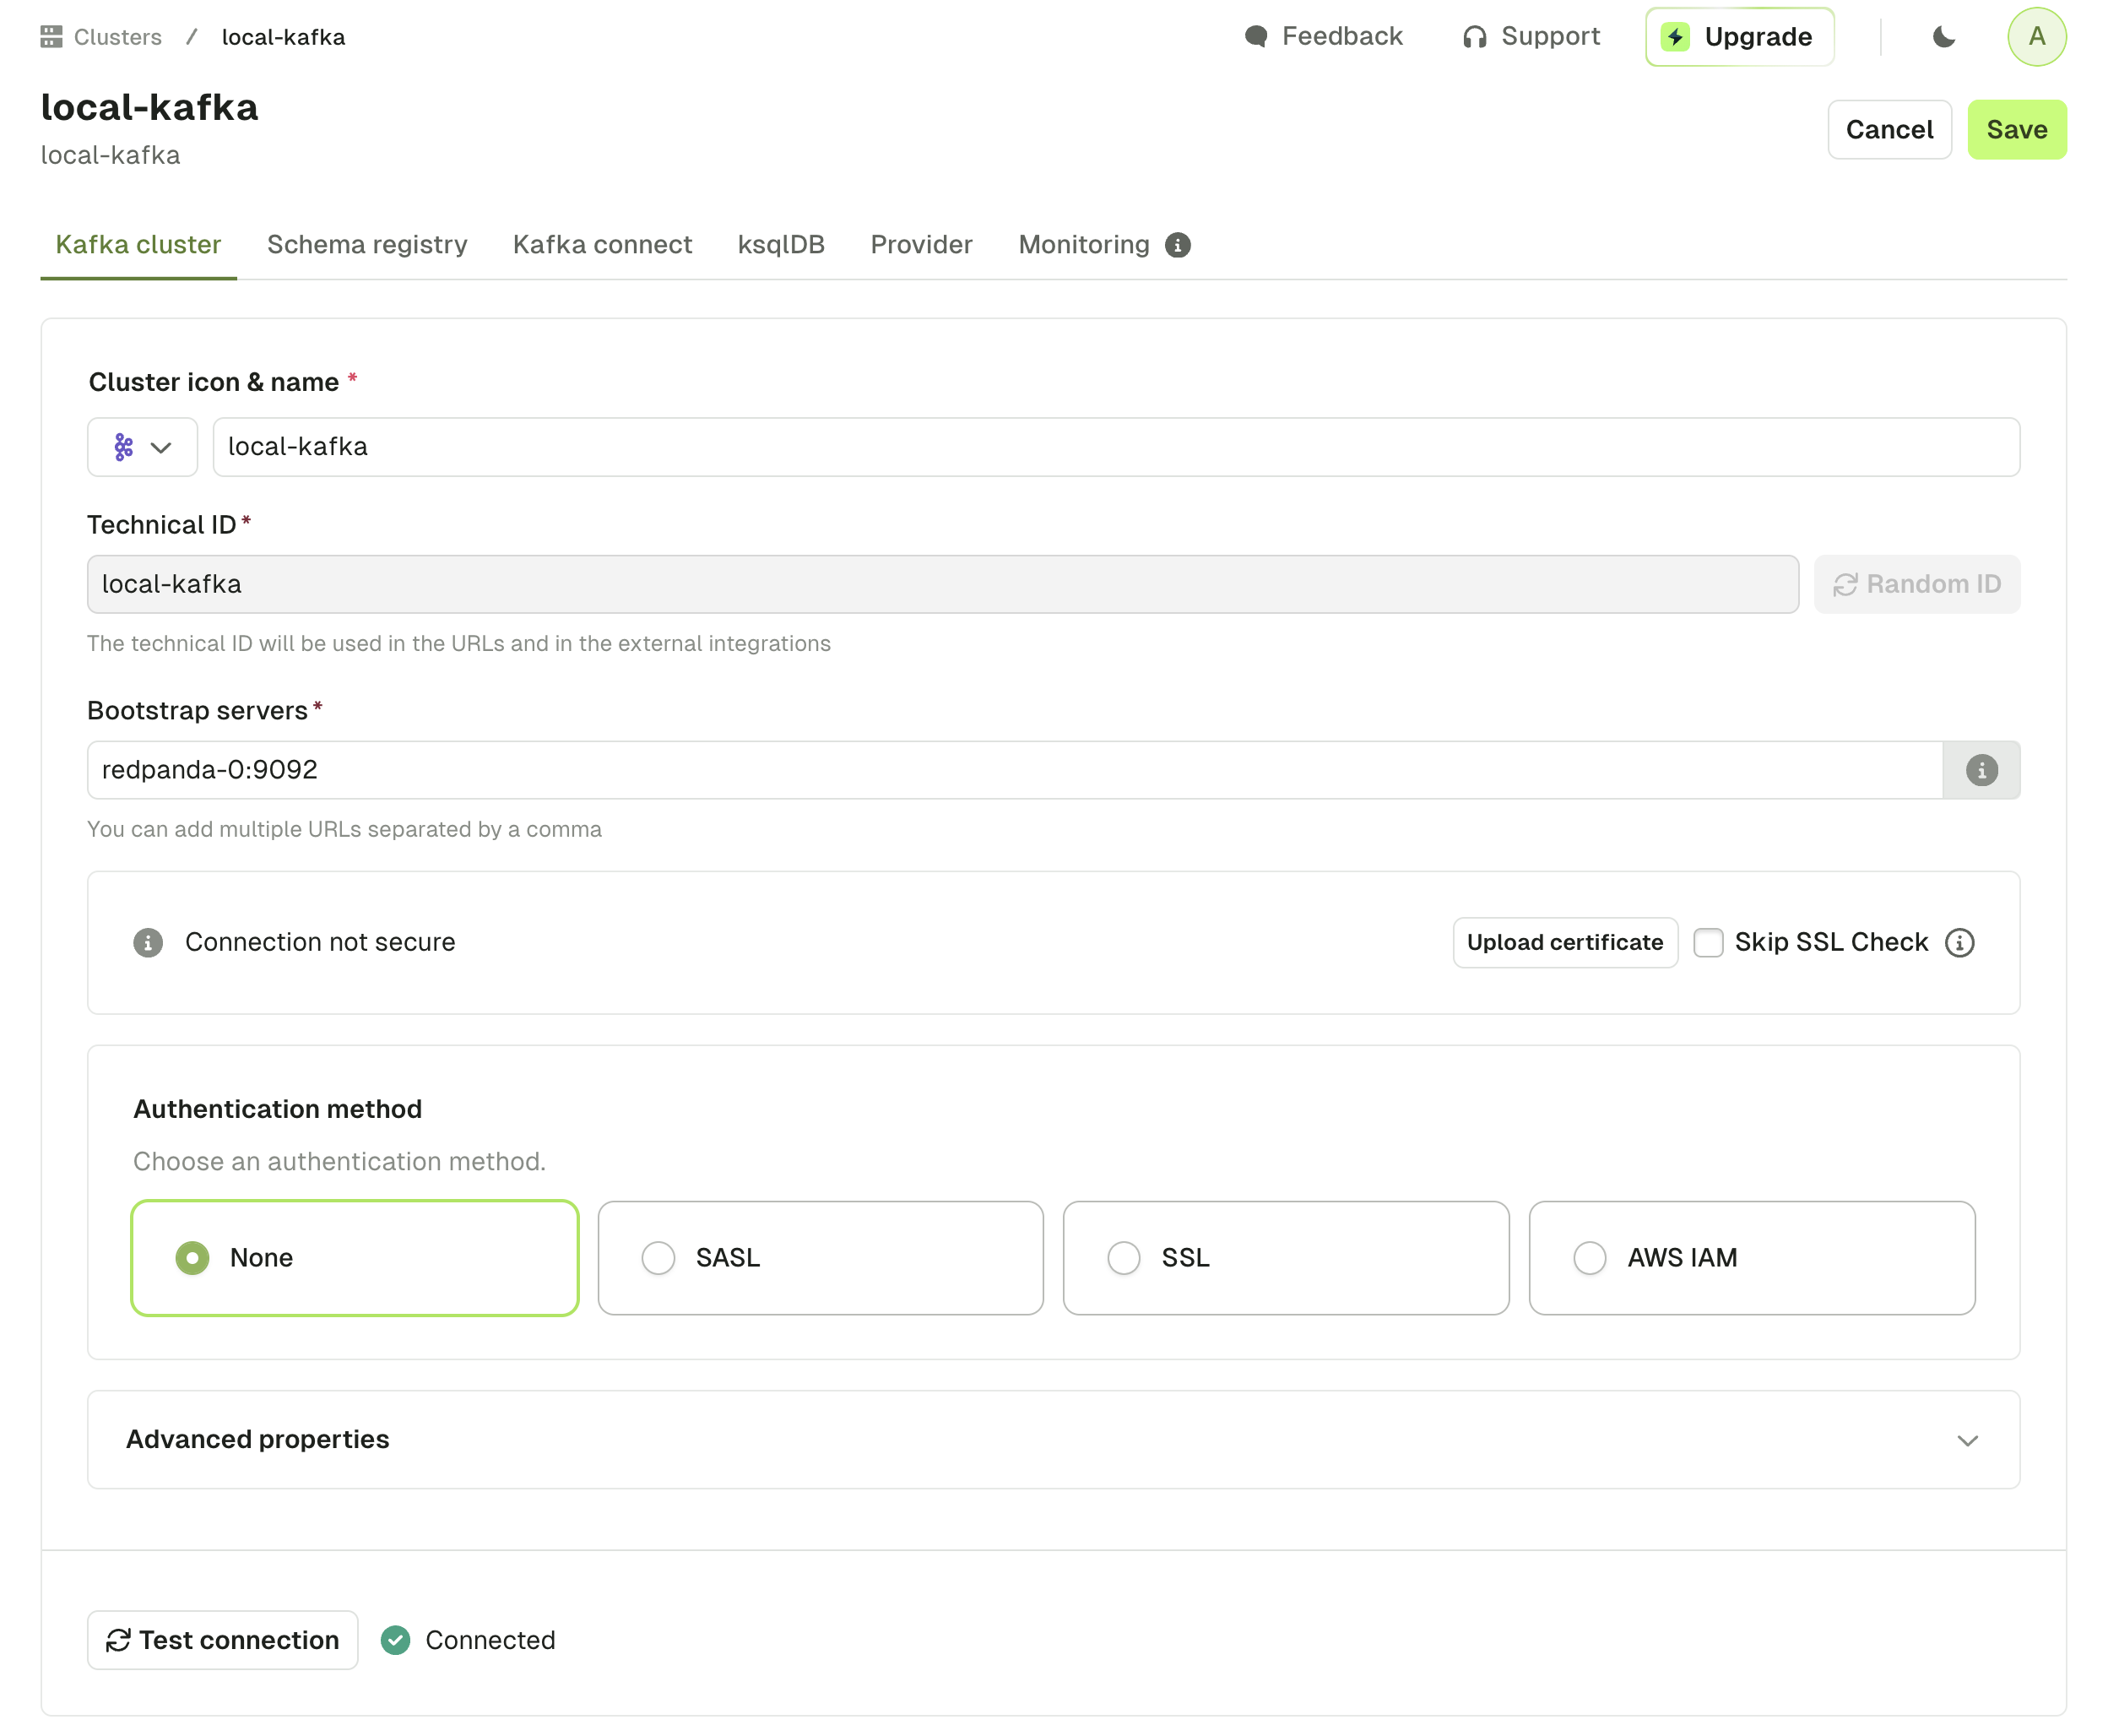 Clusters / local-kafka
Feedback
Support
Upgrade
A
local-kafka
local-kafka
Cancel
Save
Kafka cluster
Schema registry
Kafka connect
ksqlDB
Provider
Monitoring
Cluster icon & name *
local-kafka
Technical ID *
local-kafka
Random ID
The technical ID will be used in the URLs and in the external integrations
Bootstrap servers *
redpanda-0:9092
You can add multiple URLs separated by a comma
Connection not secure
Upload certificate
Skip SSL Check
Authentication method
Choose an authentication method.
None
SASL
SSL
AWS IAM
Advanced properties
Test connection
Connected